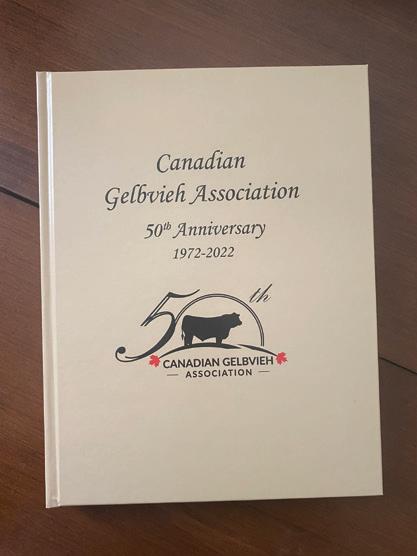 Canadian
Gelbvieh Association
50th Anniversary
1972-2022
50th
CANADIAN GELBVIEH
ASSOCIATION